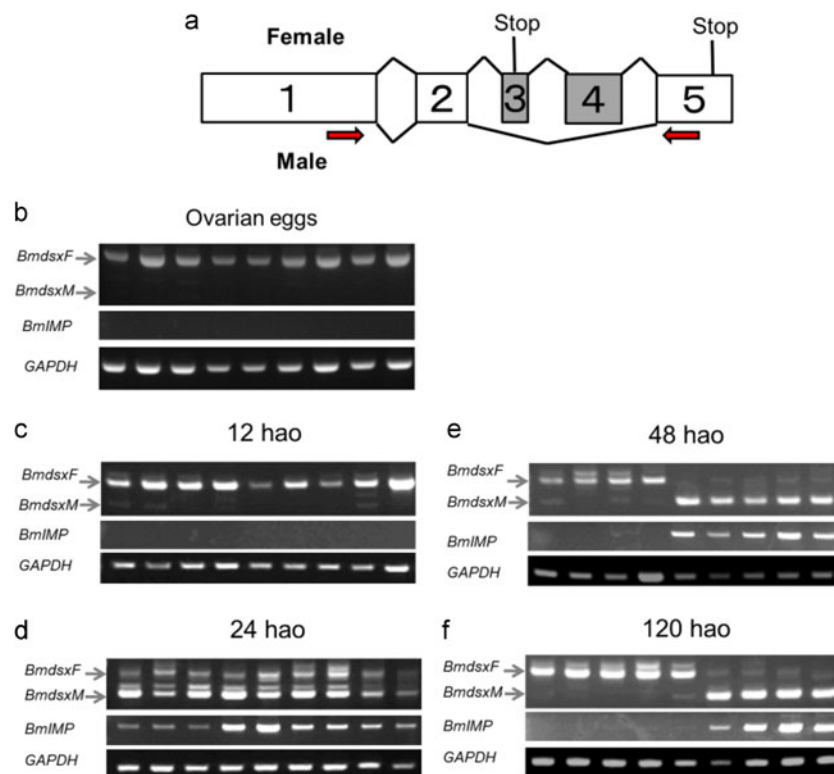 a
Female
Stop
Stop
1 2 3 4 5
Male
b
Ovarian eggs
BmdsxF
BmdsxM
BmIMP
GAPDH
c
12 hao
BmdsxF
BmdsxM
BmIMP
GAPDH
d
24 hao
BmdsxF
BmdsxM
BmIMP
GAPDH
e
48 hao
BmdsxF
BmdsxM
BmIMP
GAPDH
f
120 hao
BmdsxF
BmdsxM
BmIMP
GAPDH